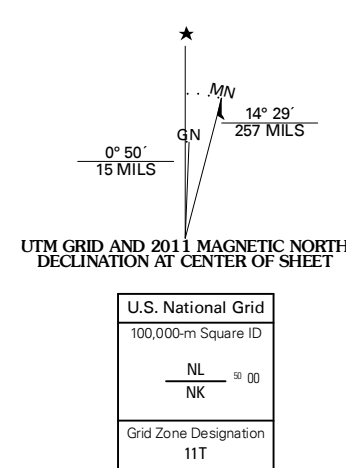 ★
MN
14° 29´
257 MILS
GN
0° 50´
15 MILS
UTM GRID AND 2011 MAGNETIC NORTH
DECLINATION AT CENTER OF SHEET
U.S. National Grid
100,000-m Square ID
NL
50 00
NK
Grid Zone Designation
11T